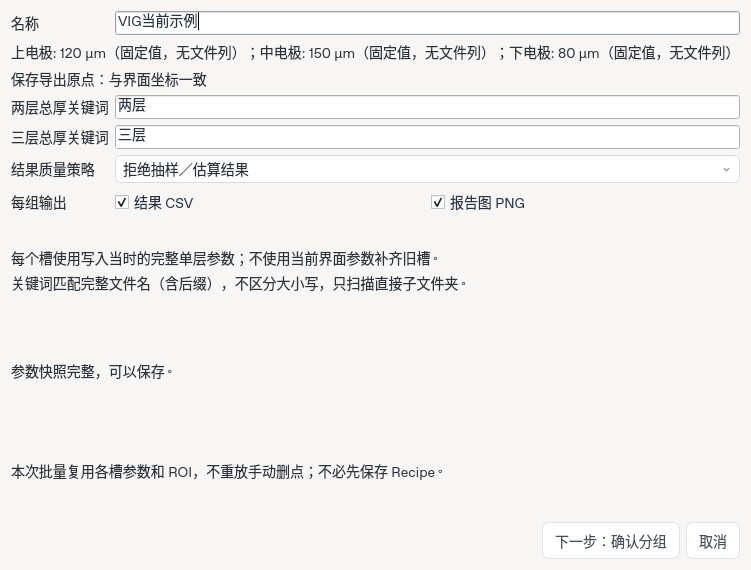 名称 VIG当前示例
上电极: 120 µm（固定值，无文件列）；中电极: 150 µm（固定值，无文件列）；下电极: 80 µm（固定值，无文件列）
保存导出原点：与界面坐标一致
两层总厚关键词 两层
三层总厚关键词 三层
结果质量策略 拒绝抽样／估算结果
每组输出 结果 CSV 报告图 PNG
每个槽使用写入当时的完整单层参数；不使用当前界面参数补齐旧槽。
关键词匹配完整文件名（含后缀），不区分大小写，只扫描直接子文件夹。
参数快照完整，可以保存。
本次批量复用各槽参数和 ROI，不重放手动删点；不必先保存 Recipe。
下一步：确认分组 取消